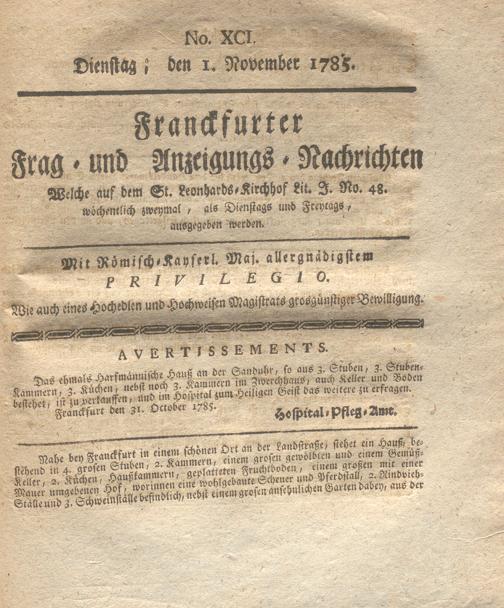 No. XCI.
Dienstag; den 1. November 1785.
Franckfurter
Frag- und Anzeigungs-Nachrichten
Welche auf dem St. Leonhards-Kirchhof Lit. J. No. 48.
wöchentlich zweymal, als Dienstags und Freytags,
ausgegeben werden.
Mit Römisch-Kayserl. Maj. allergnädigstem
PRIVILEGIO.
Wie auch eines Hochedlen und Hochweisen Magistrats grosgünstiger Bewilligung.
AVERTISSEMENTS.
Das ehmals Harsmännische Hauß an der Sanduhr, so aus 3. Stuben, 3. Stuben-
Kammern, 3. Küchen, nebst noch 3. Kammern im Zwerchhaus, auch Keller und Boden
bestehet, ist zu verkaufen, und im Hospital zum Heiligen Geist das weitere zu erfragen.
Franckfurt den 31. October 1785. Hospital-Pfleg-Amt.
Nahe bey Franckfurt in einem schönen Ort an der Landstraße, stehet ein Hauß, be-
stehend in 4. grosen Stuben, 2. Kammern, einem grosen gewölbten und einem Gemüß-
Keller, 2. Küchen, Haußkammern, geplatteten Fruchtboden, einem großen mit einer
Mauer umgebenen Hof, worinnen eine wohlgebaute Scheuer und Pferdstall, 2. Rindvieh-
Ställe und 3. Schweinställe befindlich, nebst einem grosen ansehnlichen Garten dabey, aus der